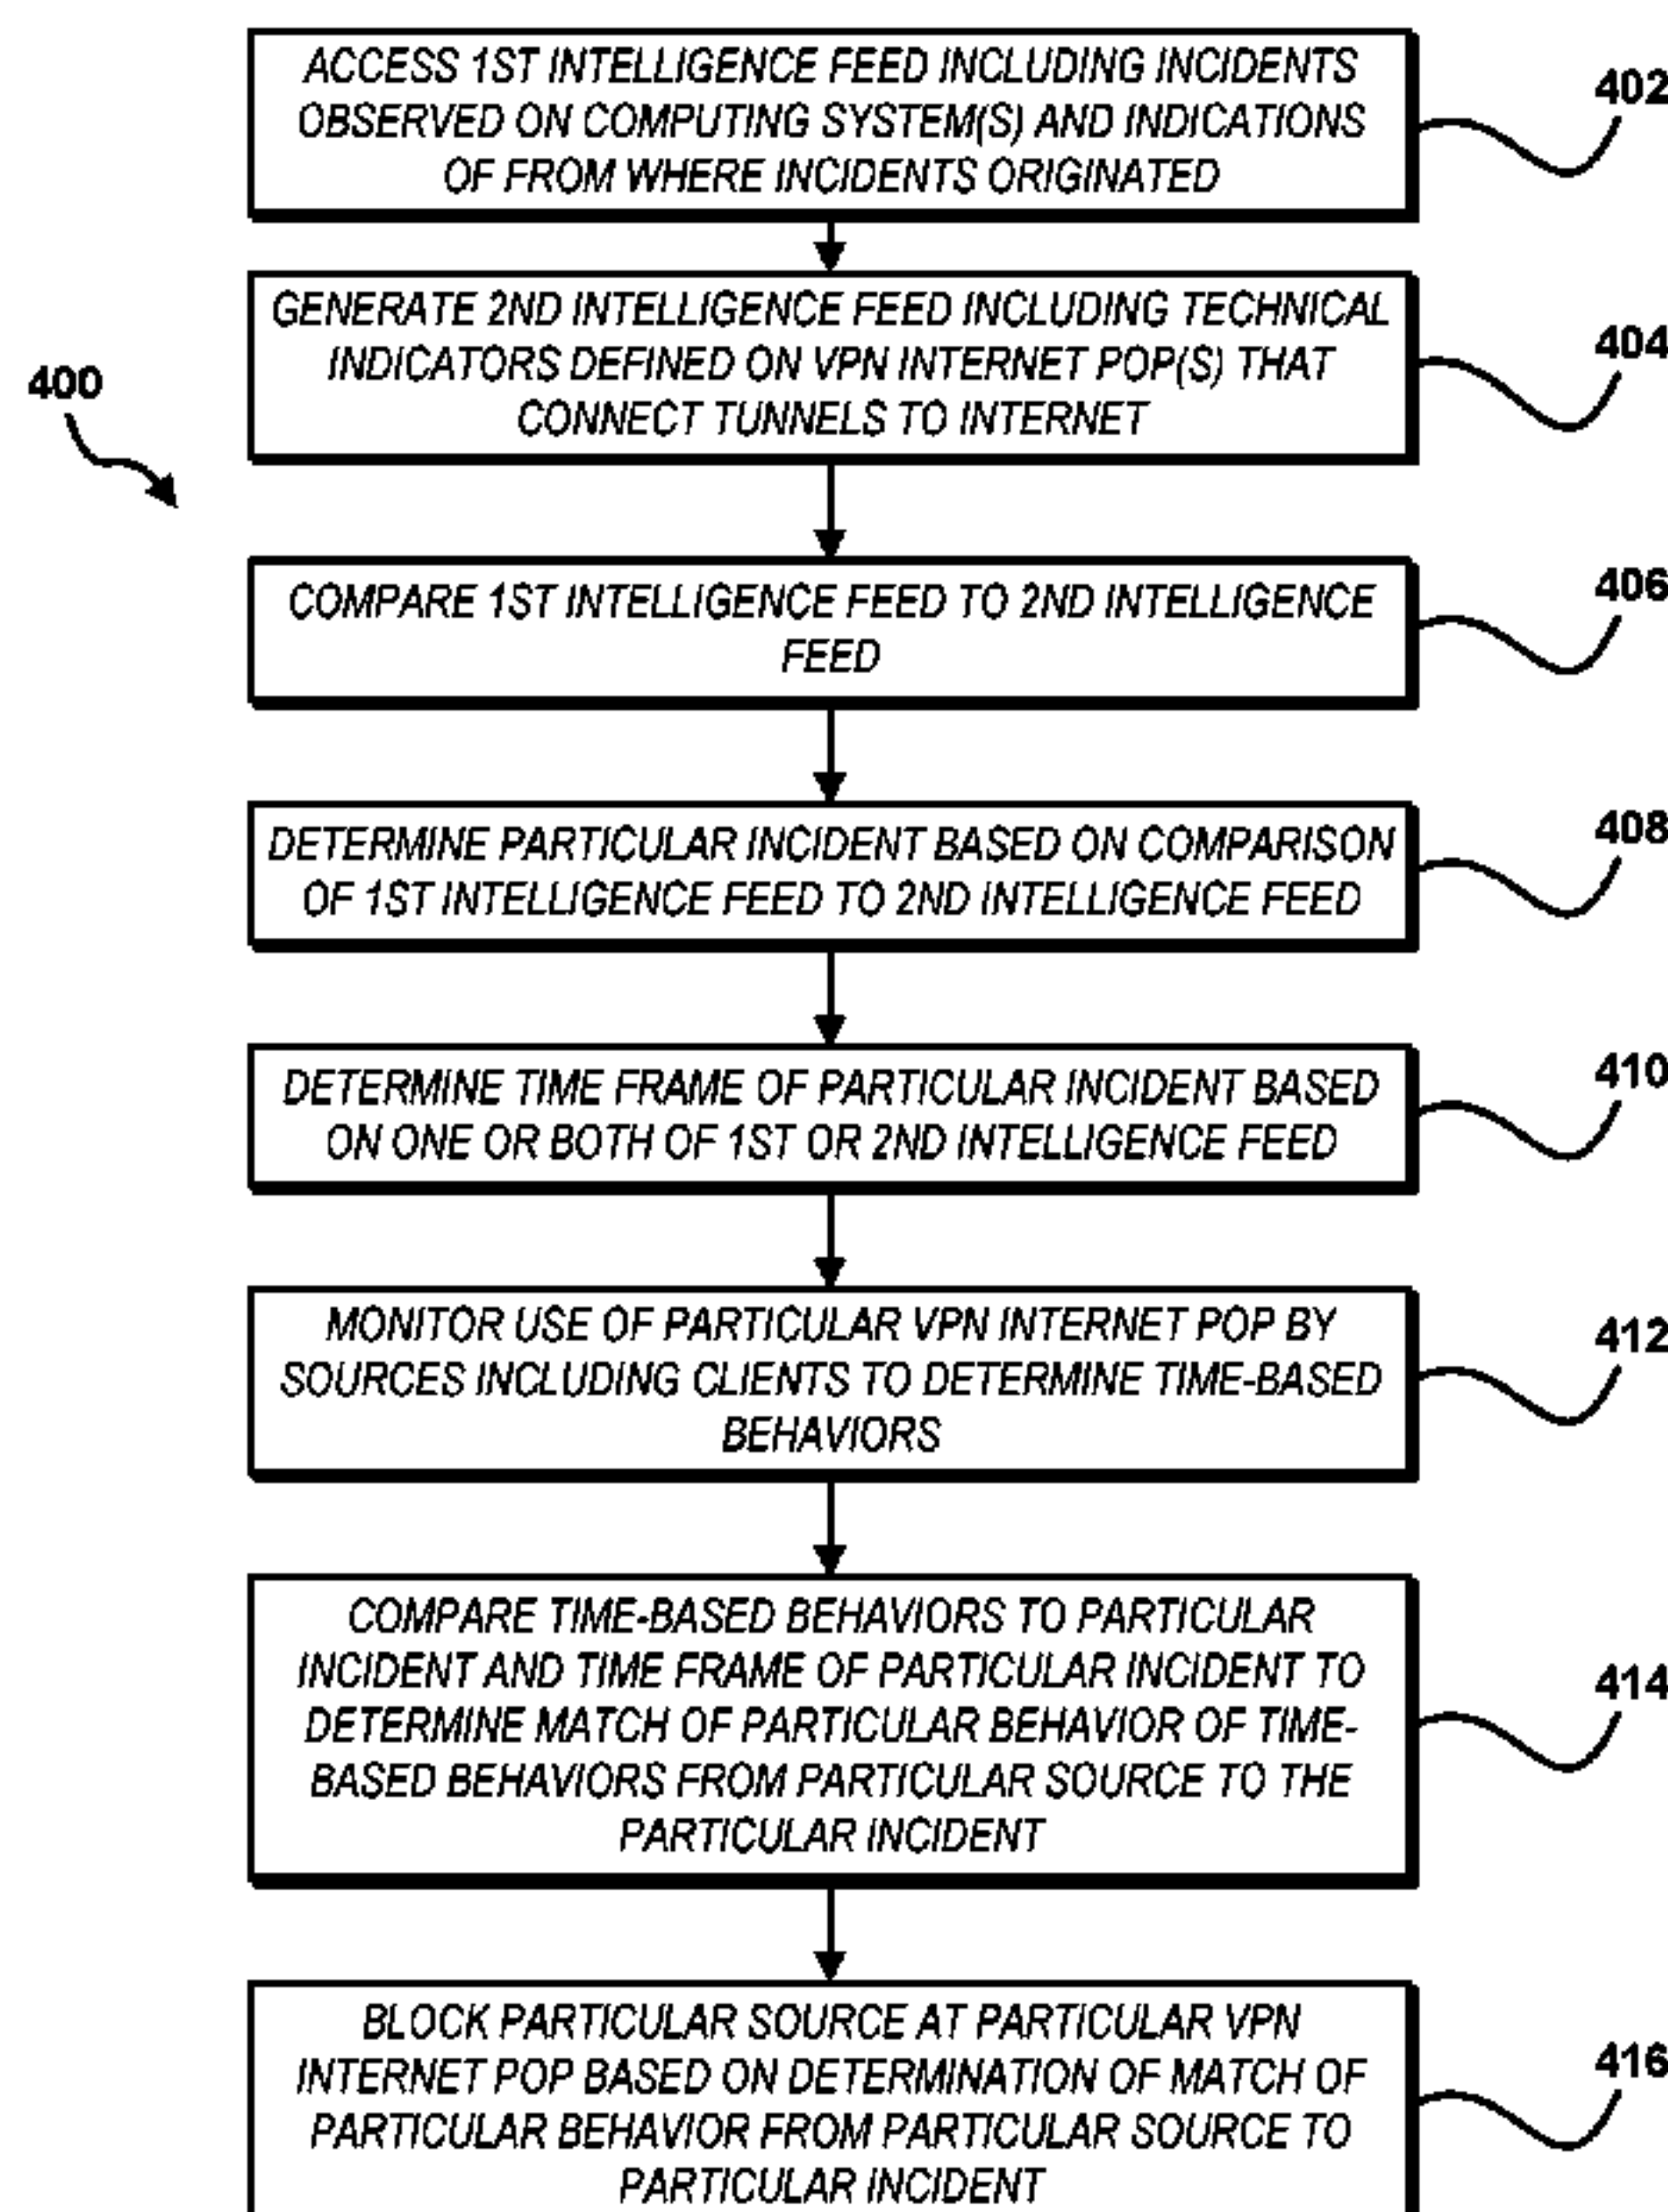 ACCESS 1ST INTELLIGENCE FEED INCLUDING INCIDENTS
OBSERVED ON COMPUTING SYSTEM(S) AND INDICATIONS
OF FROM WHERE INCIDENTS ORIGINATED
402
GENERATE 2ND INTELLIGENCE FEED INCLUDING TECHNICAL
INDICATORS DEFINED ON VPN INTERNET POP(S) THAT
CONNECT TUNNELS TO INTERNET
404
400
COMPARE 1ST INTELLIGENCE FEED TO 2ND INTELLIGENCE
FEED
406
DETERMINE PARTICULAR INCIDENT BASED ON COMPARISON
OF 1ST INTELLIGENCE FEED TO 2ND INTELLIGENCE FEED
408
DETERMINE TIME FRAME OF PARTICULAR INCIDENT BASED
ON ONE OR BOTH OF 1ST OR 2ND INTELLIGENCE FEED
410
MONITOR USE OF PARTICULAR VPN INTERNET POP BY
SOURCES INCLUDING CLIENTS TO DETERMINE TIME-BASED
BEHAVIORS
412
COMPARE TIME-BASED BEHAVIORS TO PARTICULAR
INCIDENT AND TIME FRAME OF PARTICULAR INCIDENT TO
DETERMINE MATCH OF PARTICULAR BEHAVIOR OF TIME-
BASED BEHAVIORS FROM PARTICULAR SOURCE TO THE
PARTICULAR INCIDENT
414
BLOCK PARTICULAR SOURCE AT PARTICULAR VPN
INTERNET POP BASED ON DETERMINATION OF MATCH OF
PARTICULAR BEHAVIOR FROM PARTICULAR SOURCE TO
PARTICULAR INCIDENT
416